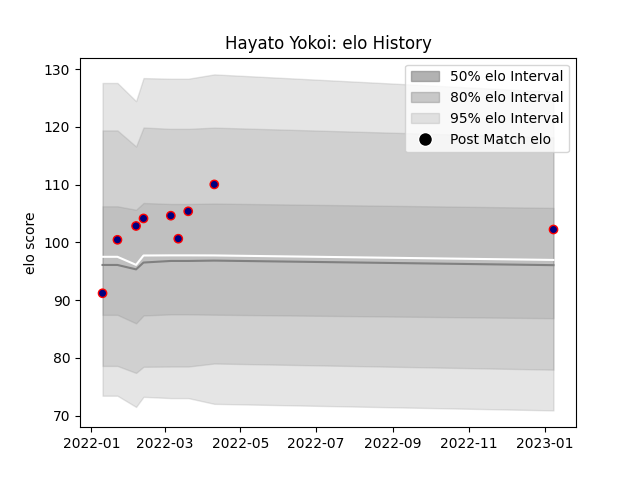 Hayato Yokoi: elo History
130
120
110
100
90
80
70
elo score
50% elo Interval
80% elo Interval
95% elo Interval
Post Match elo
2022-01
2022-03
2022-05
2022-07
2022-09
2022-11
2023-01